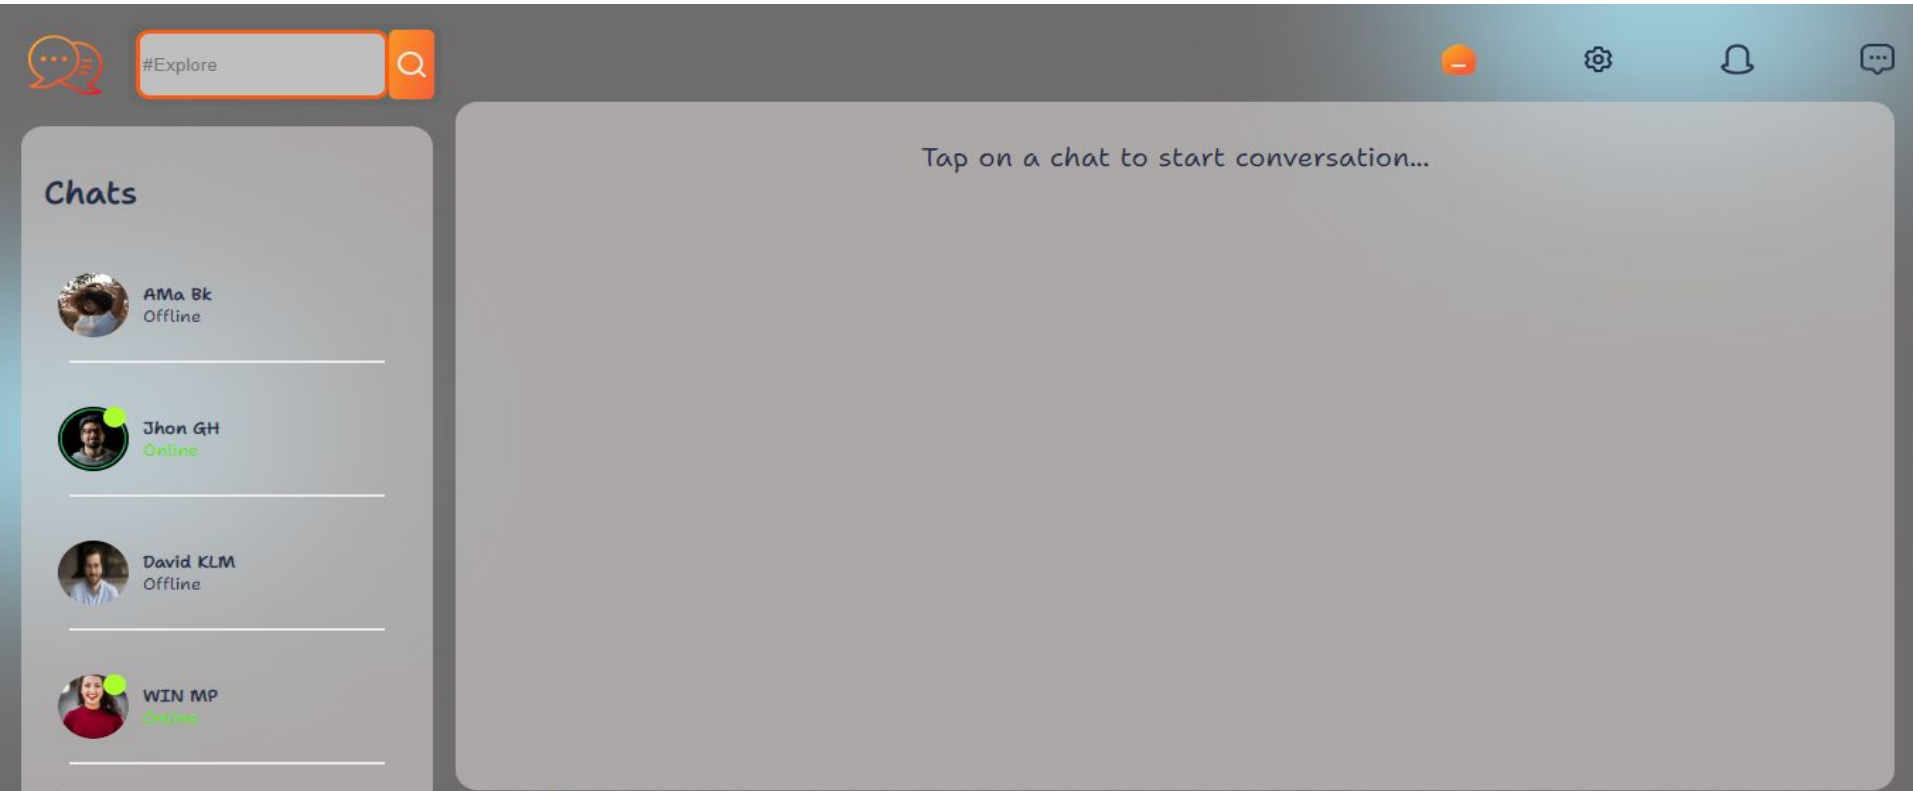 #Explore
Tap on a chat to start conversation...
Chats
AMa Bk
Offline
Jhon GH
Online
David KLM
Offline
WIN MP
Online